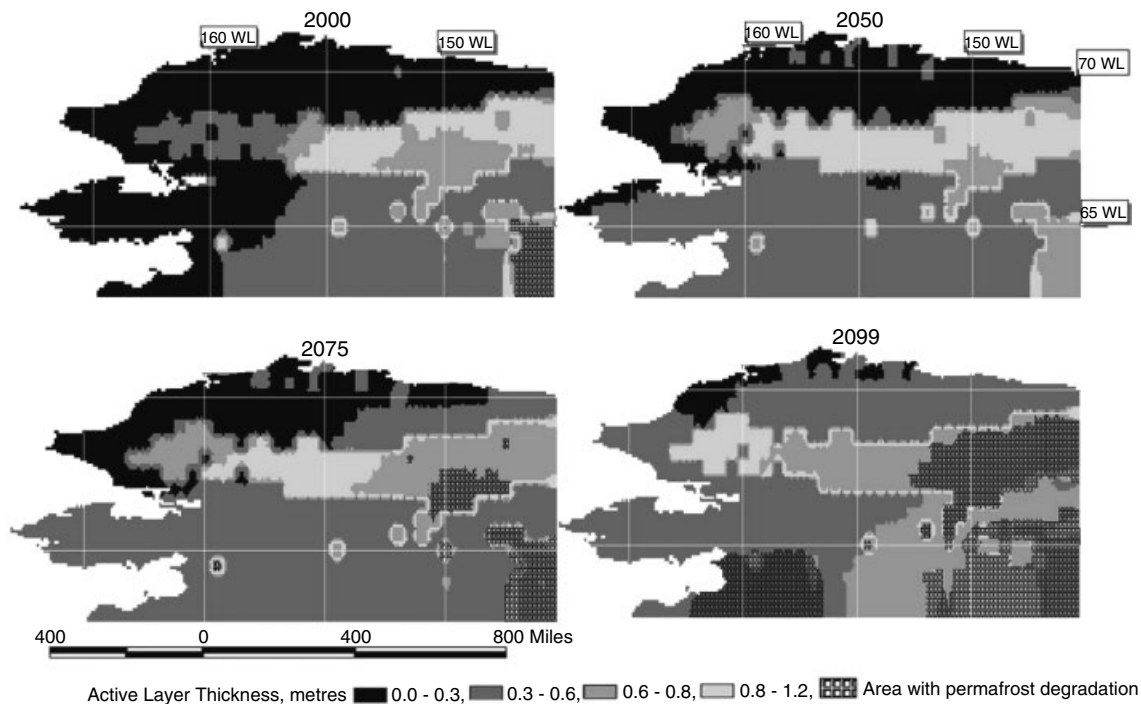 2000
160 WL
150 WL
2050
160 WL
150 WL
70 WL
65 WL
2075
2099
400 0 400 800 Miles
Active Layer Thickness, metres 0.0 - 0.3, 0.3 - 0.6, 0.6 - 0.8, 0.8 - 1.2, Area with permafrost degradation